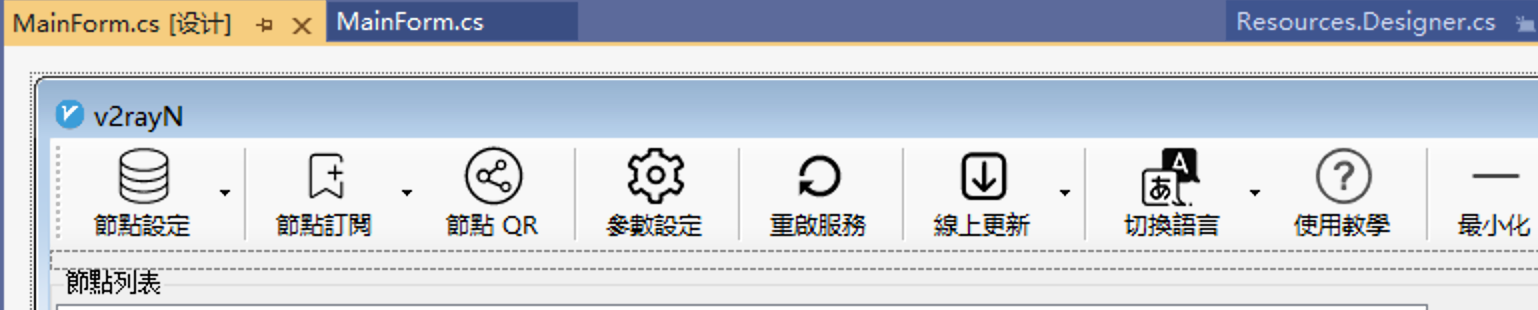 MainForm.cs [设计] MainForm.cs Resources.Designer.cs
v2rayN
節點設定 節點訂閱 節點 QR 參數設定 重啟服務 線上更新 切換語言 使用教學 最小化
節點列表